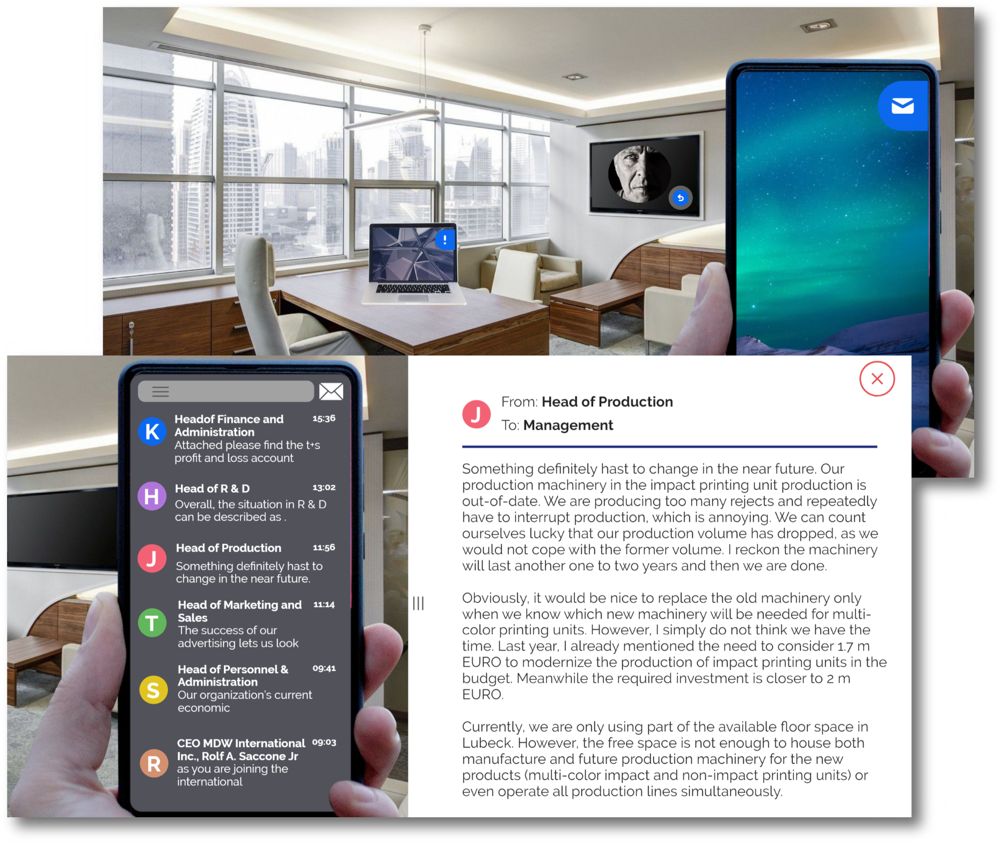 K
Headof Finance and
Administration
15:36
Attached please find the t+s
profit and loss account
H
Head of R & D
13:02
Overall, the situation in R & D
can be described as .
J
Head of Production
11:56
Something definitely hast to
change in the near future.
T
Head of Marketing and
Sales
11:14
The success of our
advertising lets us look
S
Head of Personnel &
Administration
09:41
Our organization's current
economic
R
CEO MDW International
Inc., Rolf A. Saccone Jr
09:03
as you are joining the
international
J
From: Head of Production
To: Management
Something definitely hast to change in the near future. Our
production machinery in the impact printing unit production is
out-of-date. We are producing too many rejects and repeatedly
have to interrupt production, which is annoying. We can count
ourselves lucky that our production volume has dropped, as we
would not cope with the former volume. I reckon the machinery
will last another one to two years and then we are done.
Obviously, it would be nice to replace the old machinery only
when we know which new machinery will be needed for multi-
color printing units. However, I simply do not think we have the
time. Last year, I already mentioned the need to consider 1.7 m
EURO to modernize the production of impact printing units in the
budget. Meanwhile the required investment is closer to 2 m
EURO.
Currently, we are only using part of the available floor space in
Lubeck. However, the free space is not enough to house both
manufacture and future production machinery for the new
products (multi-color impact and non-impact printing units) or
even operate all production lines simultaneously.